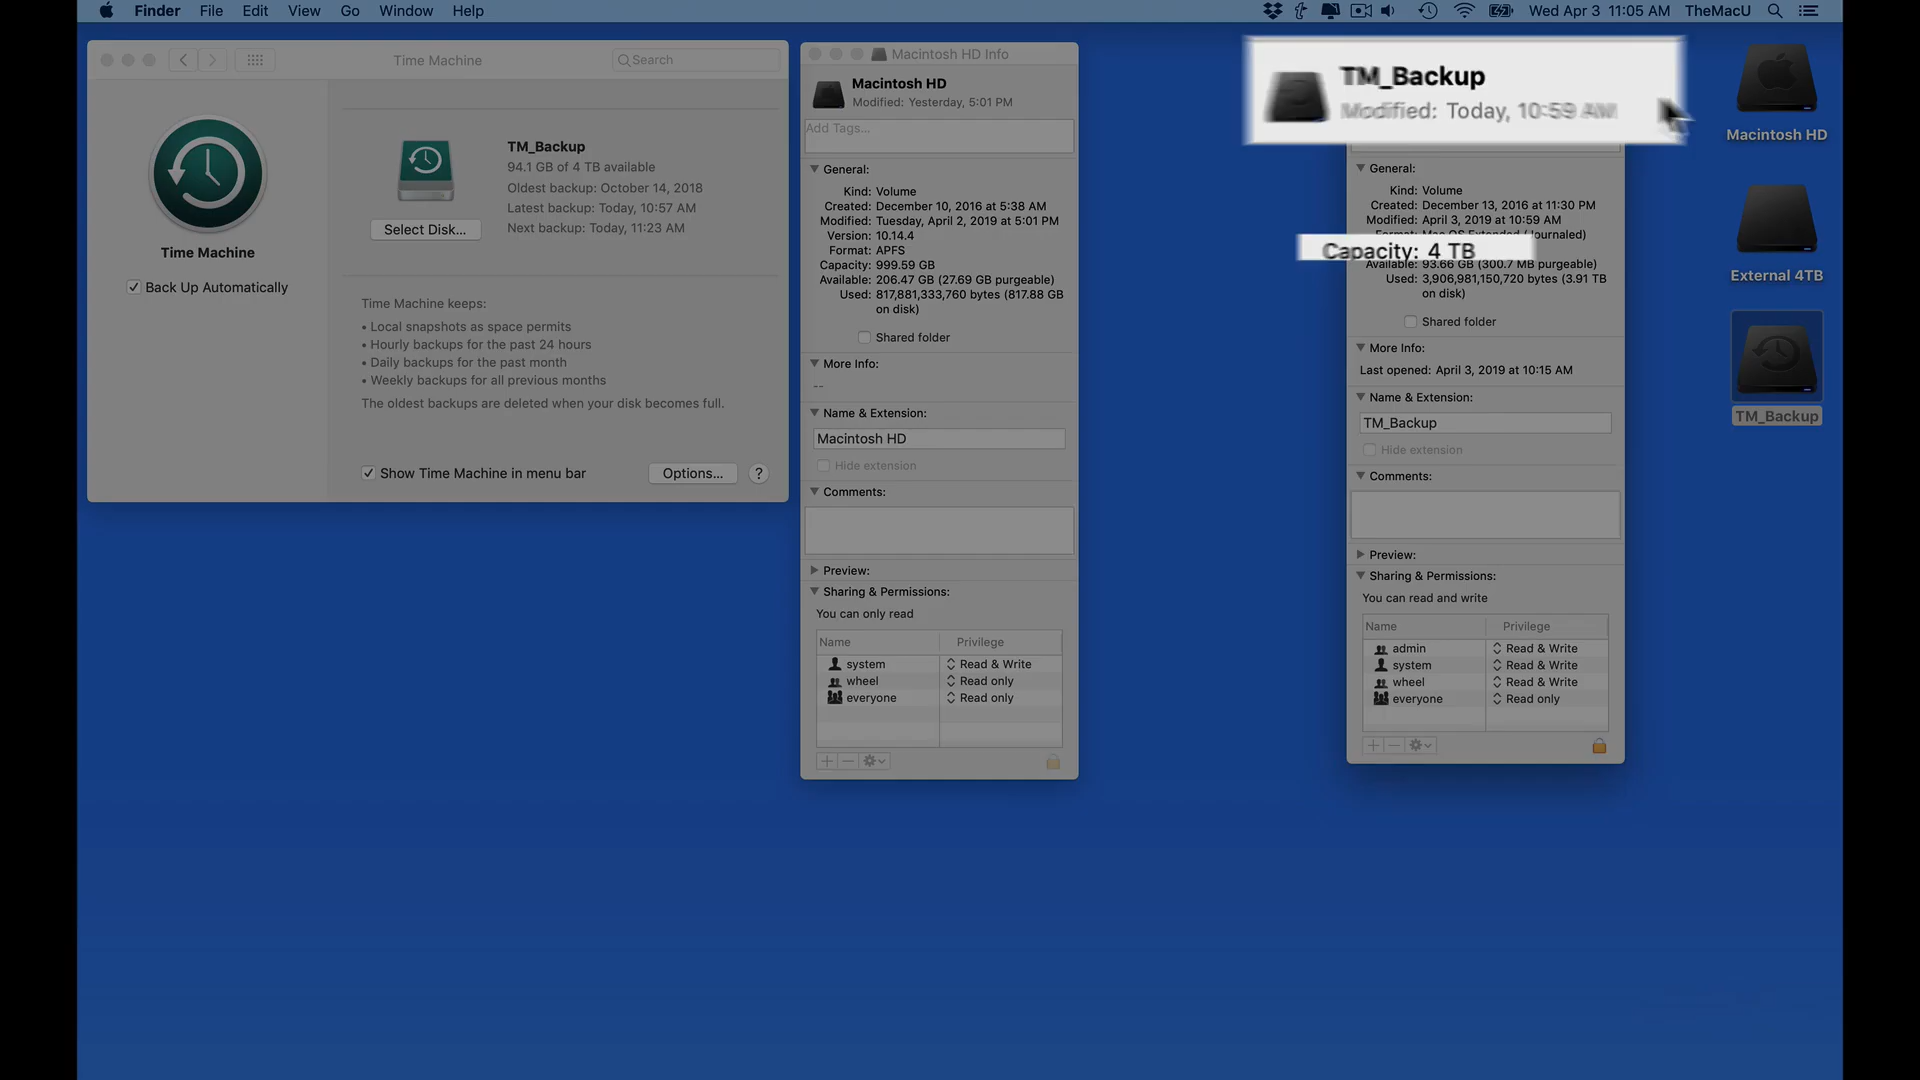 Finder File Edit View Go Window Help
Wed Apr 3 11:05 AM TheMacU
Time Machine
Search
TM_Backup
94.1 GB of 4 TB available
Oldest backup: October 14, 2018
Latest backup: Today, 10:57 AM
Next backup: Today, 11:23 AM
Select Disk...
Time Machine
Back Up Automatically
Time Machine keeps:
• Local snapshots as space permits
• Hourly backups for the past 24 hours
• Daily backups for the past month
• Weekly backups for all previous months
The oldest backups are deleted when your disk becomes full.
Show Time Machine in menu bar
Options...
?
Macintosh HD Info
Macintosh HD
Modified: Yesterday, 5:01 PM
Add Tags...
General:
Kind: Volume
Created: December 10, 2016 at 5:38 AM
Modified: Tuesday, April 2, 2019 at 5:01 PM
Version: 10.14.4
Format: APFS
Capacity: 999.59 GB
Available: 206.47 GB (27.69 GB purgeable)
Used: 817,881,333,760 bytes (817.88 GB
on disk)
Shared folder
More Info:
--
Name & Extension:
Macintosh HD
Hide extension
Comments:
Preview:
Sharing & Permissions:
You can only read
Name Privilege
system Read & Write
wheel Read only
everyone Read only
TM_Backup
Modified: Today, 10:59 AM
General:
Kind: Volume
Created: December 13, 2016 at 11:30 PM
Modified: April 3, 2019 at 10:59 AM
Format: Mac OS Extended (Journaled)
Capacity: 4 TB
Available: 93.66 GB (300.7 MB purgeable)
Used: 3,906,981,150,720 bytes (3.91 TB
on disk)
Shared folder
More Info:
Last opened: April 3, 2019 at 10:15 AM
Name & Extension:
TM_Backup
Hide extension
Comments:
Preview:
Sharing & Permissions:
You can read and write
Name Privilege
admin Read & Write
system Read & Write
wheel Read & Write
everyone Read only
Macintosh HD
External 4TB
TM_Backup